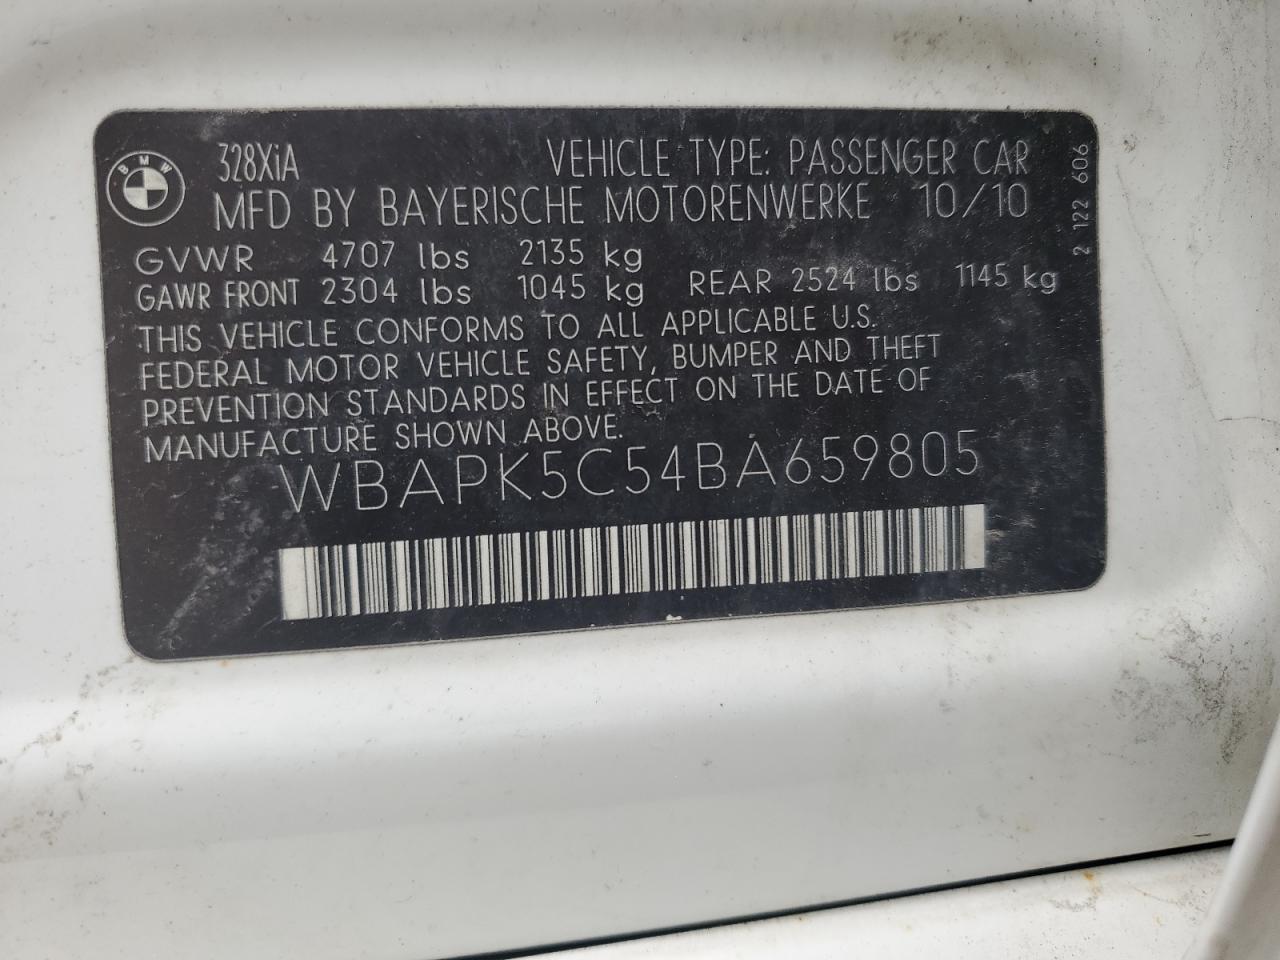 BMW
328XiA VEHICLE TYPE: PASSENGER CAR
MFD BY BAYERISCHE MOTORENWERKE 10/10
GVWR 4707 lbs 2135 kg
GAWR FRONT 2304 lbs 1045 kg REAR 2524 lbs 1145 kg
THIS VEHICLE CONFORMS TO ALL APPLICABLE U.S.
FEDERAL MOTOR VEHICLE SAFETY, BUMPER AND THEFT
PREVENTION STANDARDS IN EFFECT ON THE DATE OF
MANUFACTURE SHOWN ABOVE.
WBAPK5C54BA659805
2 122 606